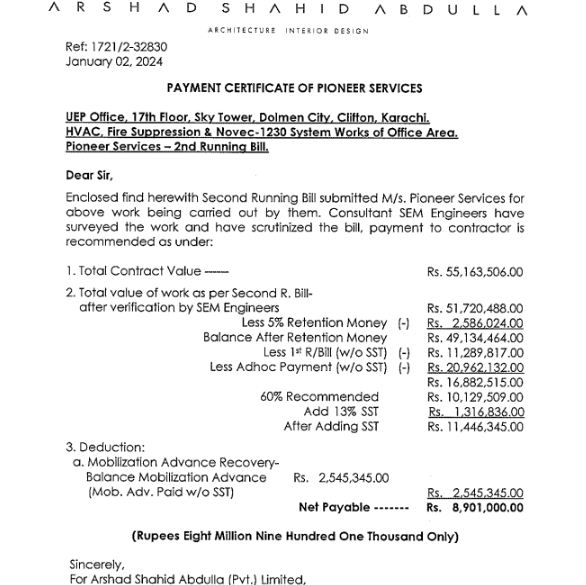 ARSHAD SHAHID ABDULLA
ARCHITECTURE INTERIOR DESIGN
Ref: 1721/2-32830
January 02, 2024
PAYMENT CERTIFICATE OF PIONEER SERVICES
UEP Office, 17th Floor, Sky Tower, Dolmen City, Clifton, Karachi.
HVAC, Fire Suppression & Novec-1230 System Works of Office Area.
Pioneer Services – 2nd Running Bill.
Dear Sir,
Enclosed find herewith Second Running Bill submitted M/s. Pioneer Services for
above work being carried out by them. Consultant SEM Engineers have
surveyed the work and have scrutinized the bill, payment to contractor is
recommended as under:
1. Total Contract Value ------ Rs. 55,163,506.00
2. Total value of work as per Second R. Bill-
after verification by SEM Engineers Rs. 51,720,488.00
Less 5% Retention Money (-) Rs. 2,586,024.00
Balance After Retention Money Rs. 49,134,464.00
Less 1st R/Bill (w/o SST) (-) Rs. 11,289,817.00
Less Adhoc Payment (w/o SST) (-) Rs. 20,962,132.00
Rs. 16,882,515.00
60% Recommended Rs. 10,129,509.00
Add 13% SST Rs. 1,316,836.00
After Adding SST Rs. 11,446,345.00
3. Deduction:
a. Mobilization Advance Recovery-
Balance Mobilization Advance Rs. 2,545,345.00
(Mob. Adv. Paid w/o SST) Rs. 2,545,345.00
Net Payable ------- Rs. 8,901,000.00
(Rupees Eight Million Nine Hundred One Thousand Only)
Sincerely,
For Arshad Shahid Abdulla (Pvt.) Limited,